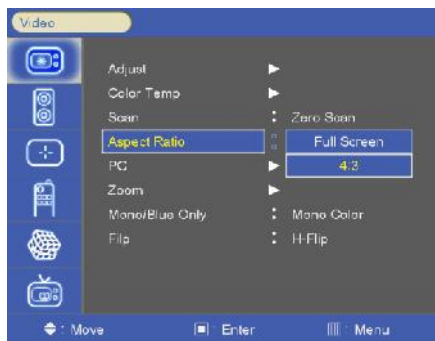 Video
Adjust
Color Temp
Scan : Zero Scan
Aspect Ratio : Full Screen
PC 4:3
Zoom
Mono/Blue Only : Mono Color
Flip : H-Flip
: Move : Enter : Menu